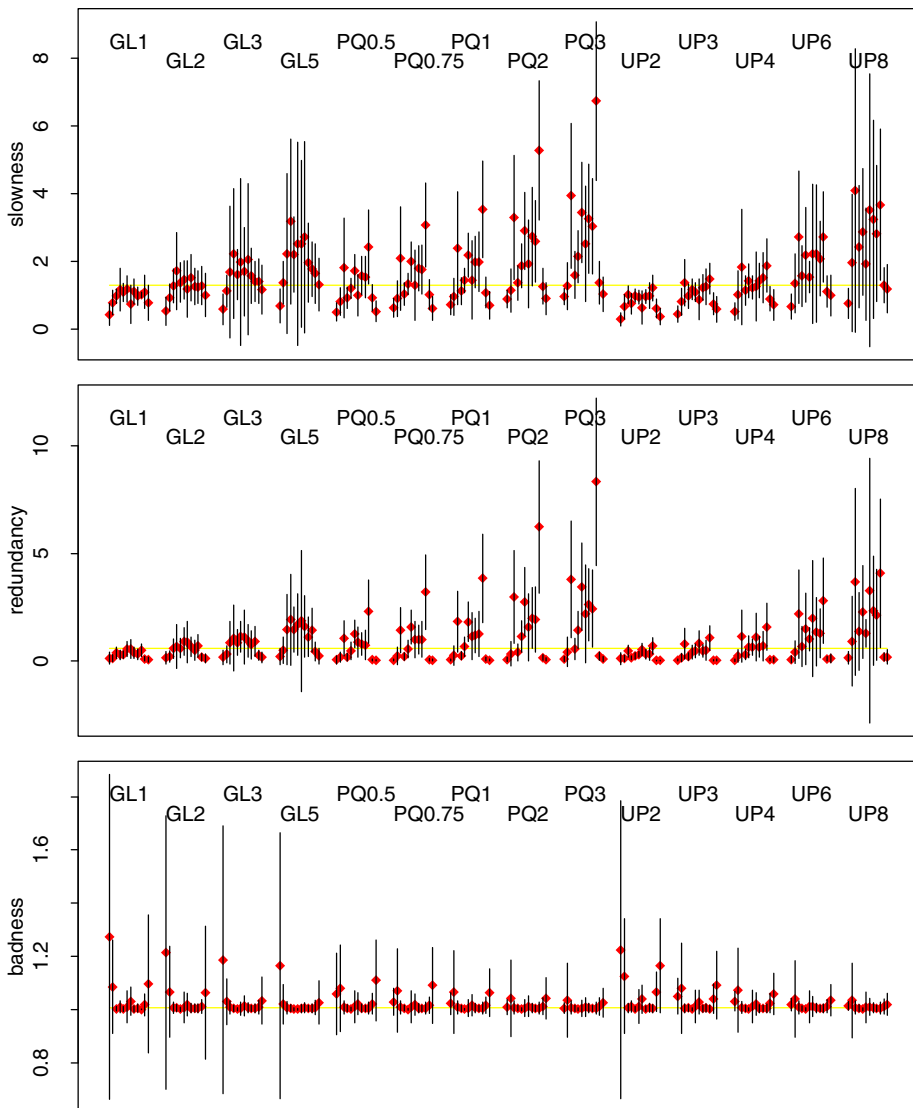 GL1 GL3 PQ0.5 PQ1 PQ3 UP3 UP6
GL2 GL5 PQ0.75 PQ2 UP2 UP4 UP8
8
6
4
2
0
slowness
GL1 GL3 PQ0.5 PQ1 PQ3 UP3 UP6
GL2 GL5 PQ0.75 PQ2 UP2 UP4 UP8
10
5
0
redundancy
GL1 GL3 PQ0.5 PQ1 PQ3 UP3 UP6
GL2 GL5 PQ0.75 PQ2 UP2 UP4 UP8
1.6
1.2
0.8
badness